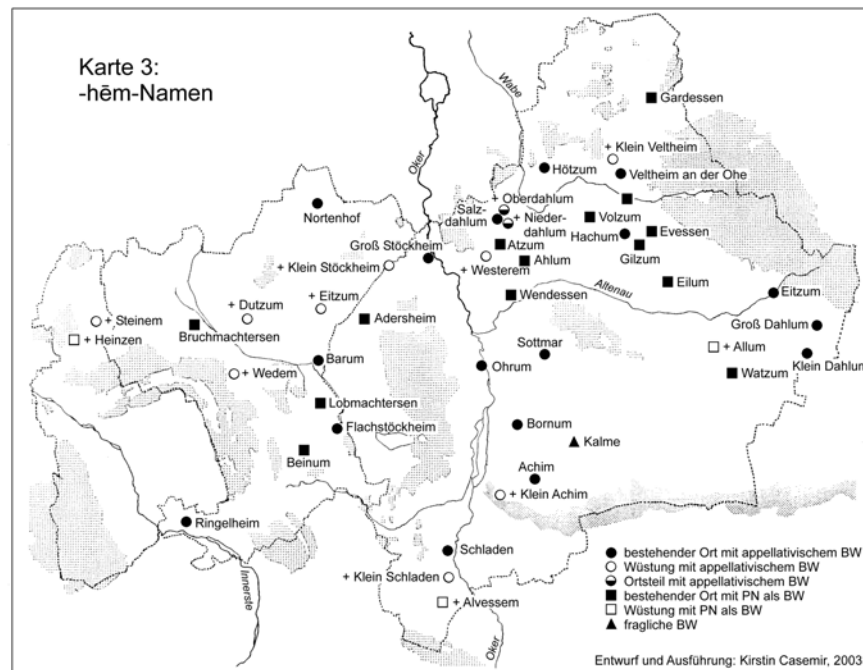 Karte 3:
-hēm-Namen
Wabe
Oker
Gardessen
+ Klein Veltheim
Hötzum
Veltheim an der Ohe
+ Oberdahlum
Nortenhof
Salz-
dahlum
+ Nieder-
dahlum
Volzum
Hachum
Evessen
Groß Stöckheim
Atzum
Gilzum
+ Klein Stöckheim
+ Westerem
Ahlum
Eilum
Altenau
Eitzum
+ Eitzum
Wendessen
+ Dutzum
+ Steinem
Adersheim
Groß Dahlum
Bruchmachtersen
+ Heinzen
Sottmar
+ Allum
Barum
Ohrum
Klein Dahlum
+ Wedem
Watzum
Lobmachtersen
Flachstöckheim
Bornum
Kalme
Beinum
Achim
+ Klein Achim
Ringelheim
Schladen
+ Klein Schladen
Innerste
+ Alvessem
Oker
bestehender Ort mit appellativischem BW
Wüstung mit appellativischem BW
Ortsteil mit appellativischem BW
bestehender Ort mit PN als BW
Wüstung mit PN als BW
fragliche BW
Entwurf und Ausführung: Kirstin Casemir, 2003